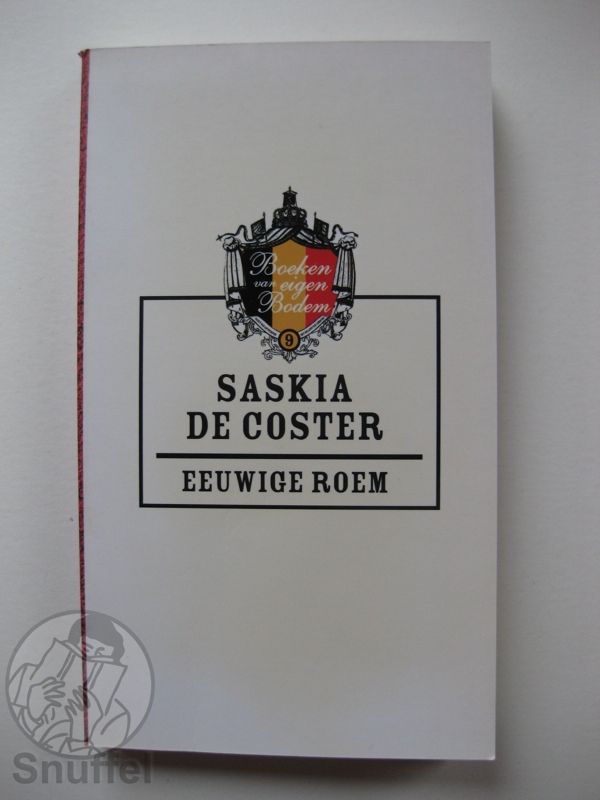 Boeken
van eigen
Bodem
9
SASKIA
DE COSTER
EEUWIGE ROEM
Snuffel